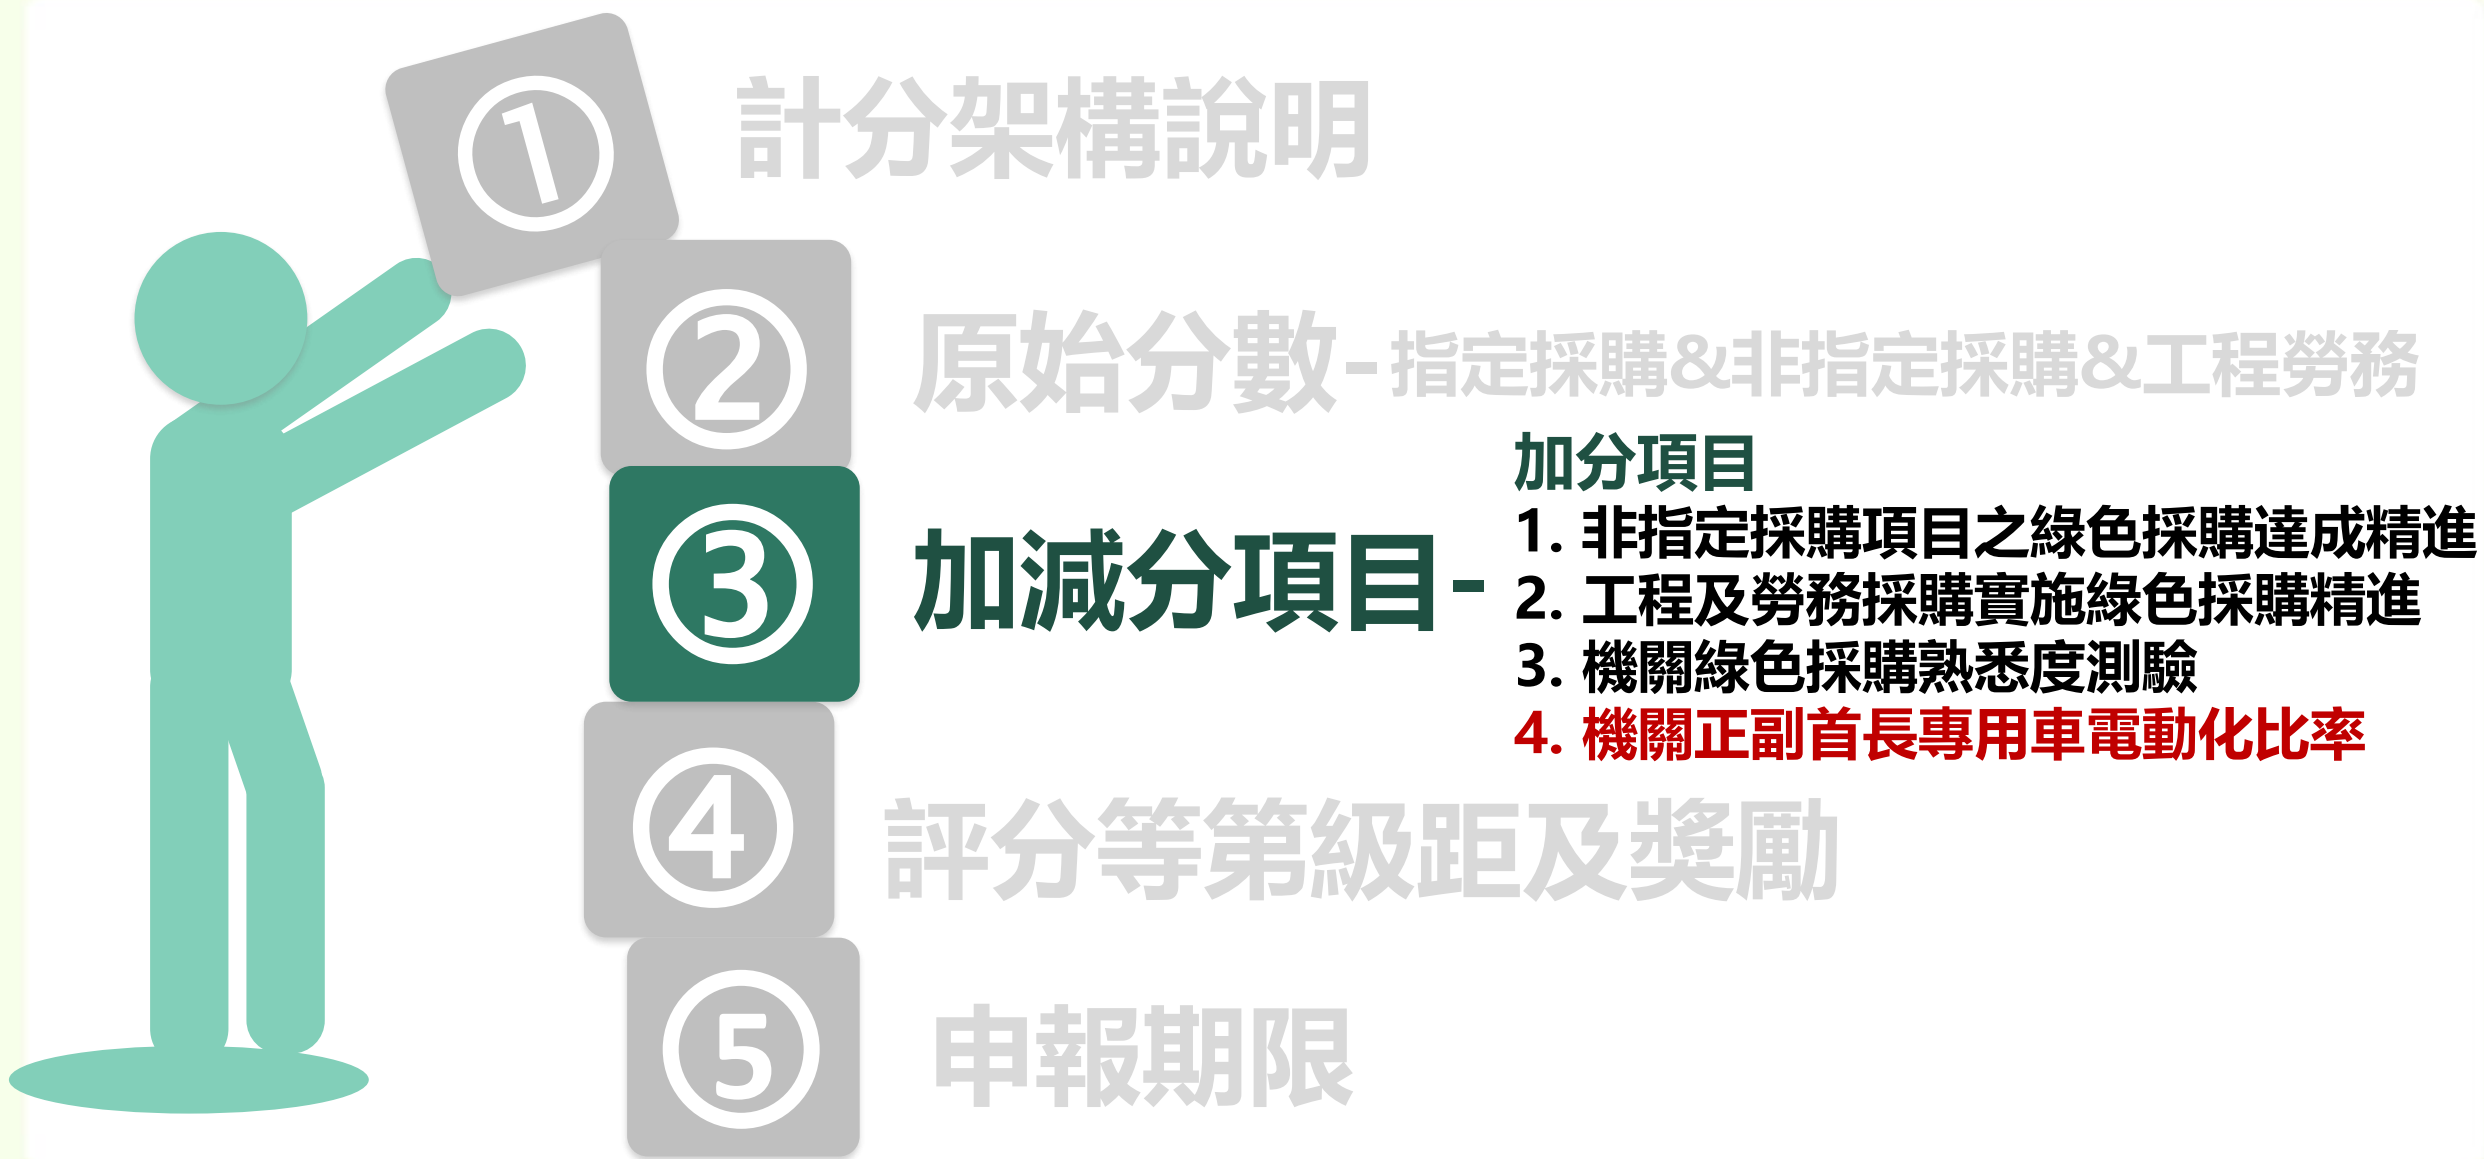 ① 計分架構說明
② 原始分數-指定採購&非指定採購&工程勞務
③ 加減分項目-
加分項目
1. 非指定採購項目之綠色採購達成精進
2. 工程及勞務採購實施綠色採購精進
3. 機關綠色採購熟悉度測驗
4. 機關正副首長專用車電動化比率
④ 評分等第級距及獎勵
⑤ 申報期限